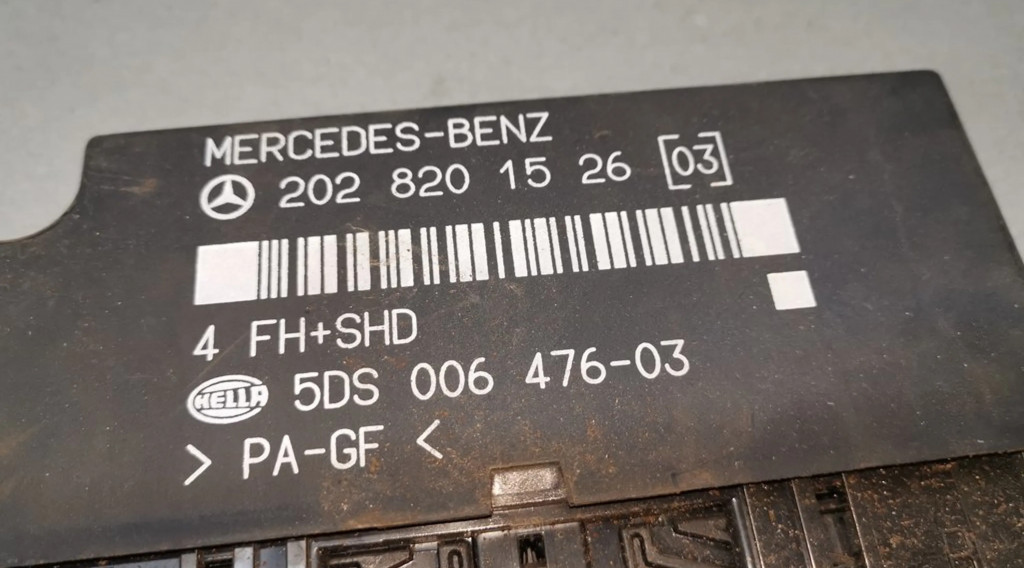 MERCEDES-BENZ
202 820 15 26 [03]
4 FH+SHD
HELLA 5DS 006 476-03
> PA-GF <